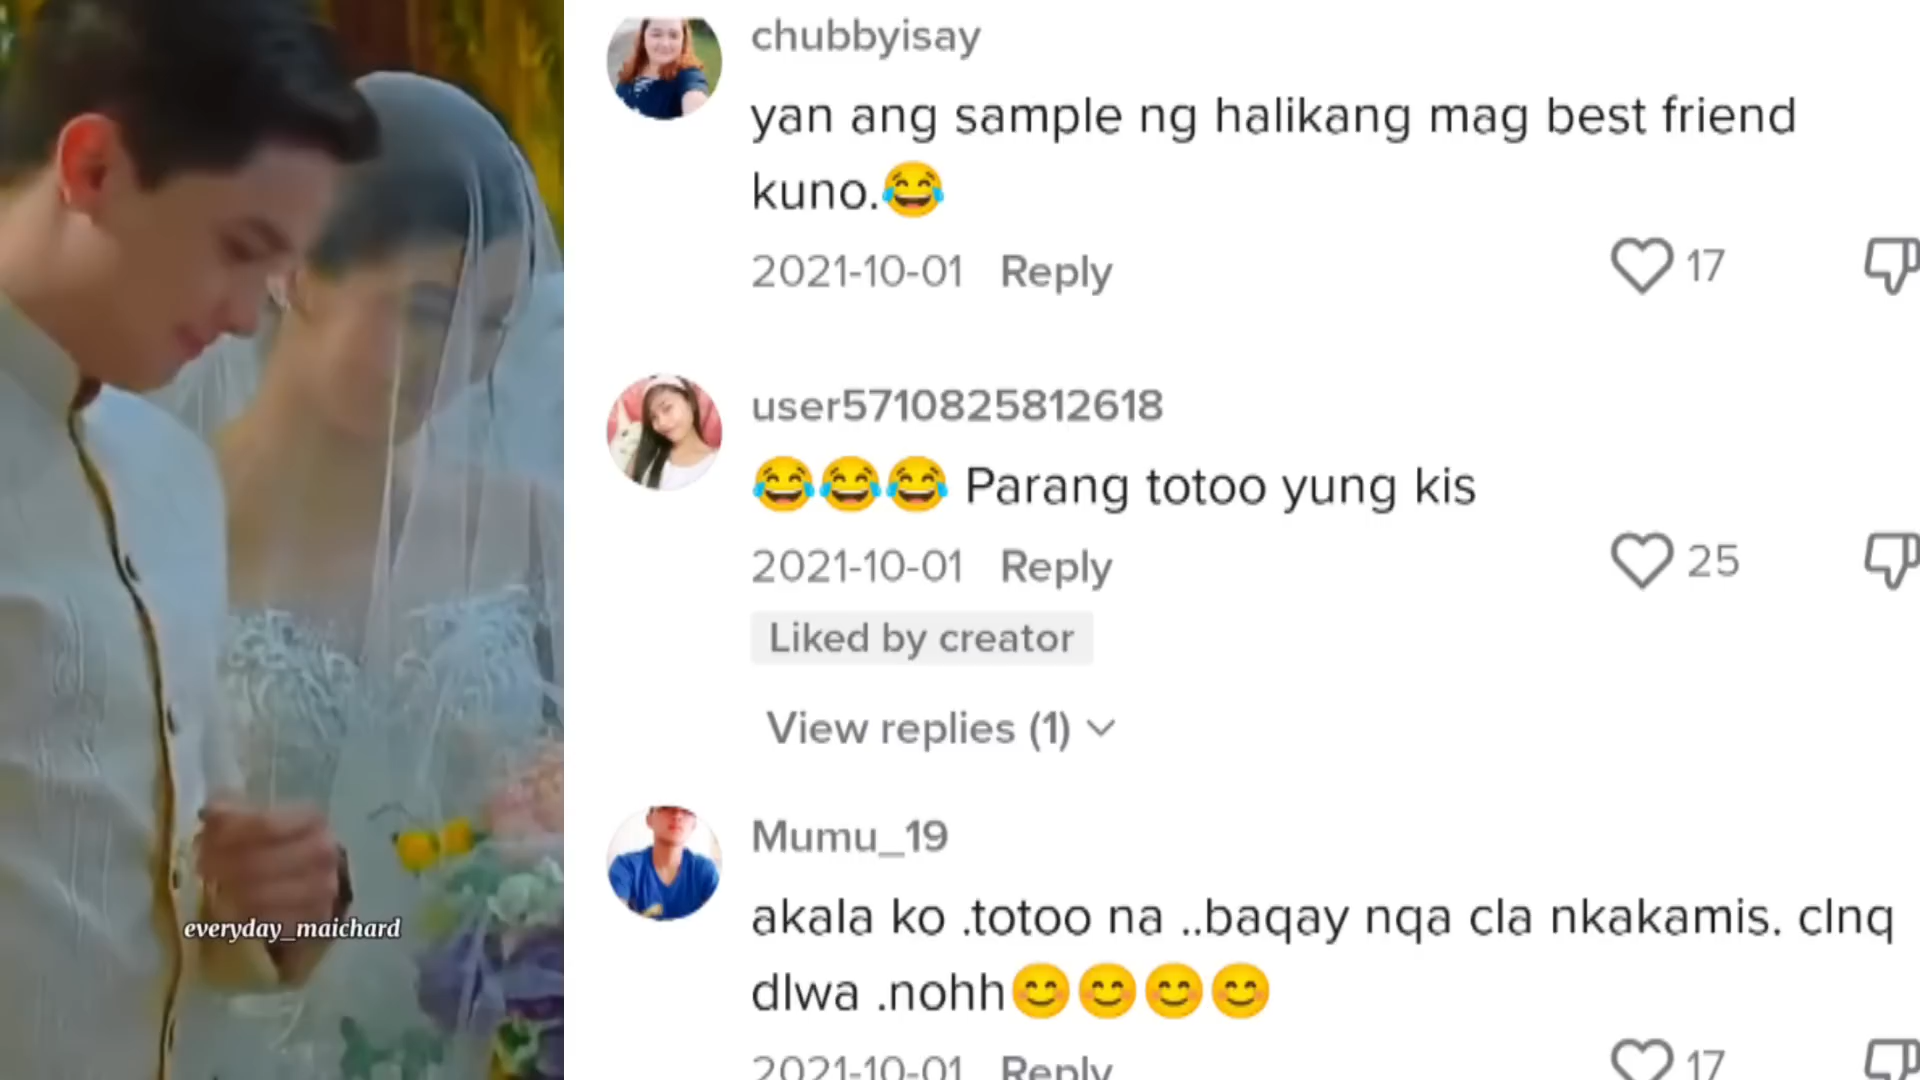 everyday_maichard
chubbyisay
yan ang sample ng halikang mag best friend
kuno.😂
2021-10-01 Reply
17
user5710825812618
😂😂😂 Parang totoo yung kis
2021-10-01 Reply
25
Liked by creator
View replies (1)
Mumu_19
akala ko .totoo na ..baqay nqa cla nkakamis. clnq
dlwa .nohh😊😊😊😊
2021-10-01 Reply
17